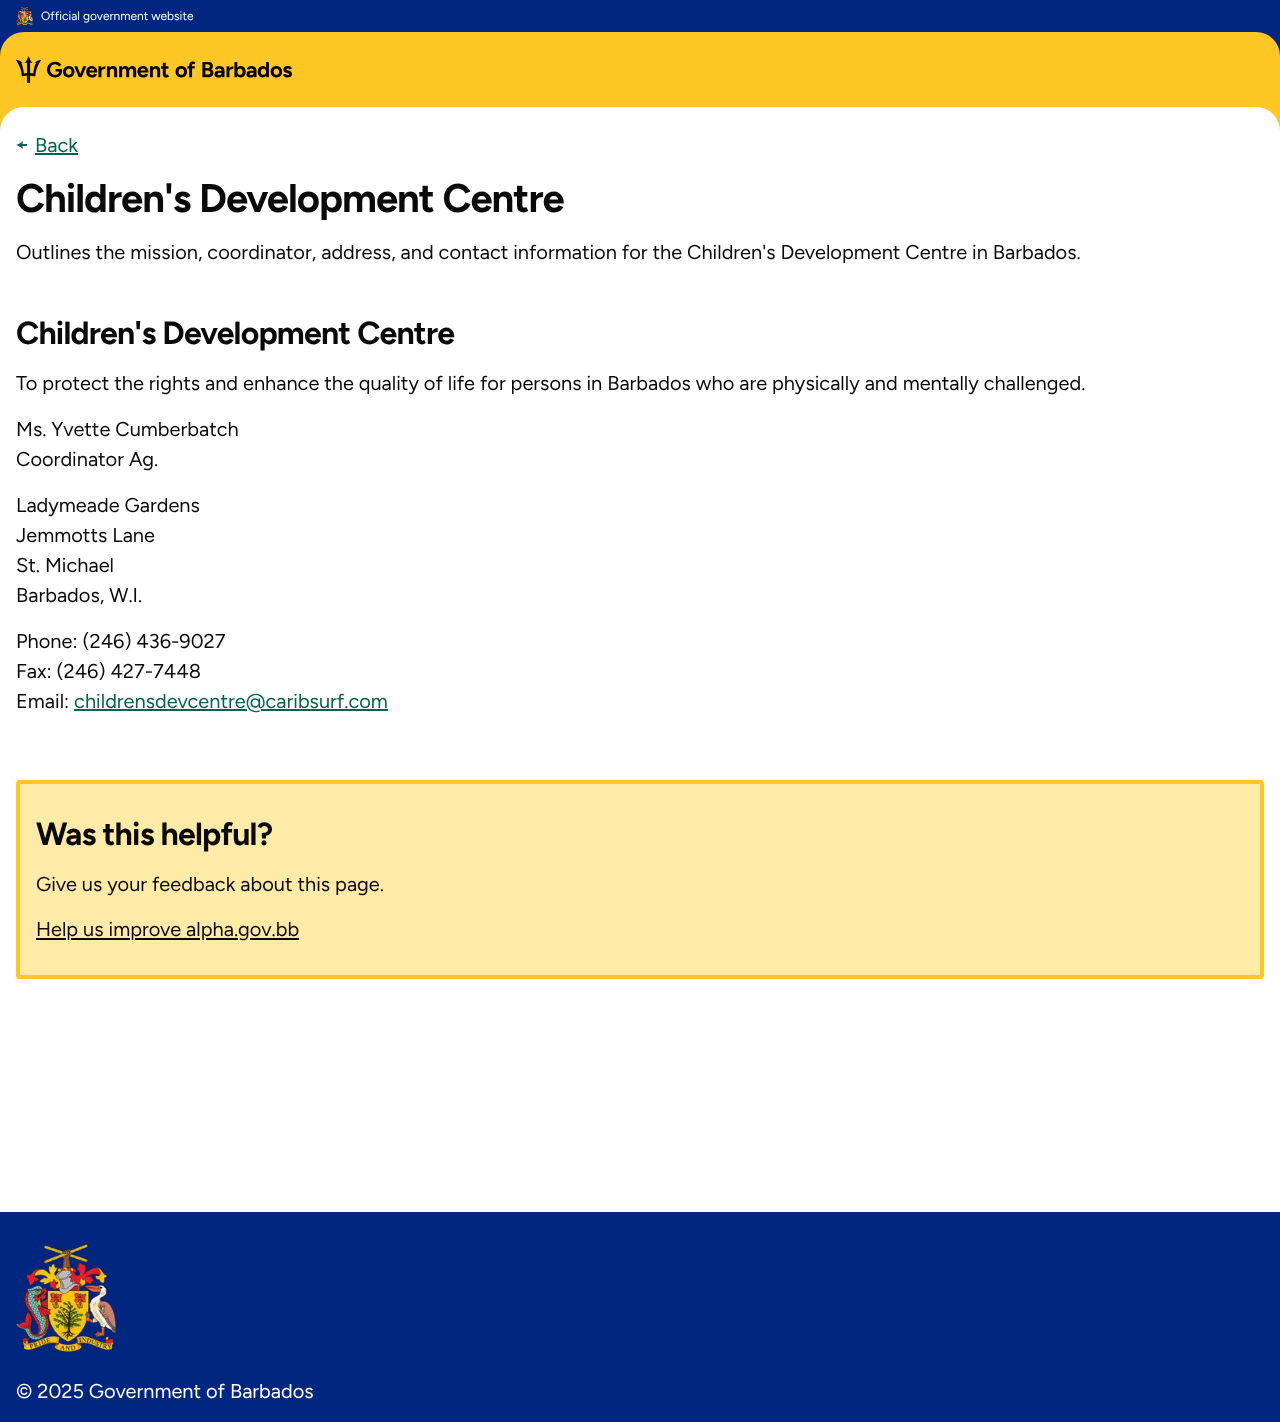 Official government website
Government of Barbados
Back
Children's Development Centre
Outlines the mission, coordinator, address, and contact information for the Children's Development Centre in Barbados.
Children's Development Centre
To protect the rights and enhance the quality of life for persons in Barbados who are physically and mentally challenged.
Ms. Yvette Cumberbatch
Coordinator Ag.
Ladymeade Gardens
Jemmotts Lane
St. Michael
Barbados, W.I.
Phone: (246) 436-9027
Fax: (246) 427-7448
Email: childrensdevcentre@caribsurf.com
Was this helpful?
Give us your feedback about this page.
Help us improve alpha.gov.bb
PRIDE AND INDUSTRY
© 2025 Government of Barbados